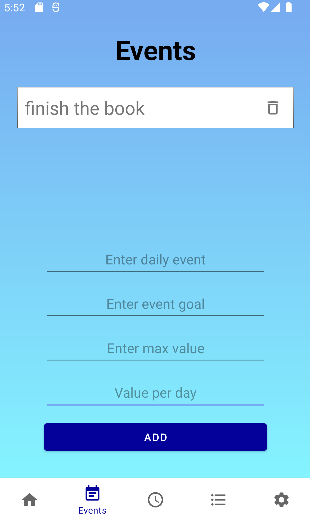 5:52
Events
finish the book
Enter daily event
Enter event goal
Enter max value
Value per day
ADD
Events